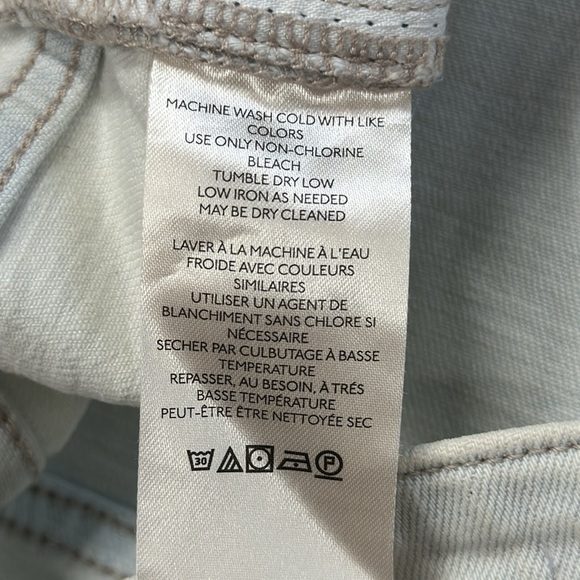 MACHINE WASH COLD WITH LIKE
COLORS
USE ONLY NON-CHLORINE
BLEACH
TUMBLE DRY LOW
LOW IRON AS NEEDED
MAY BE DRY CLEANED
LAVER À LA MACHINE À L'EAU
FROIDE AVEC COULEURS
SIMILAIRES
UTILISER UN AGENT DE
BLANCHIMENT SANS CHLORE SI
NÉCESSAIRE
SECHER PAR CULBUTAGE À BASSE
TEMPERATURE
REPASSER, AU BESOIN, À TRÉS
BASSE TEMPÉRATURE
PEUT-ÊTRE ÊTRE NETTOYÉE SEC
30 P